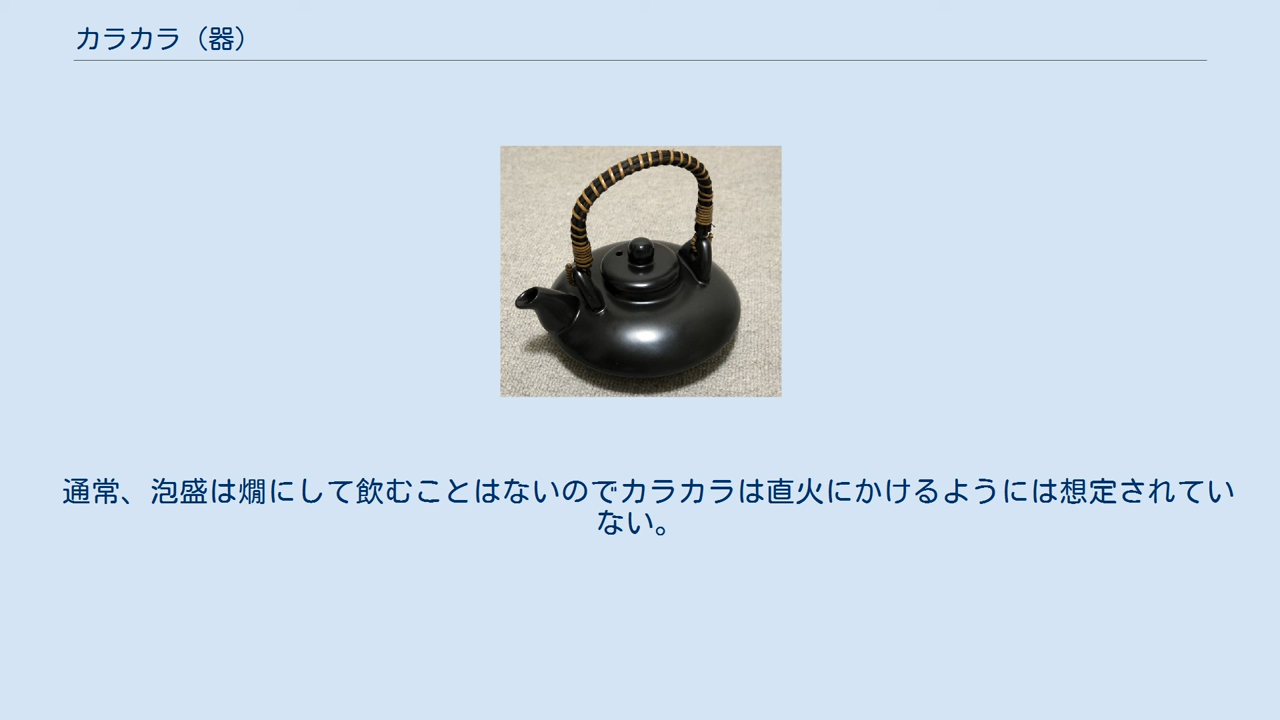 カラカラ（器）
通常、泡盛は燗にして飲むことはないのでカラカラは直火にかけるようには想定されてい
ない。